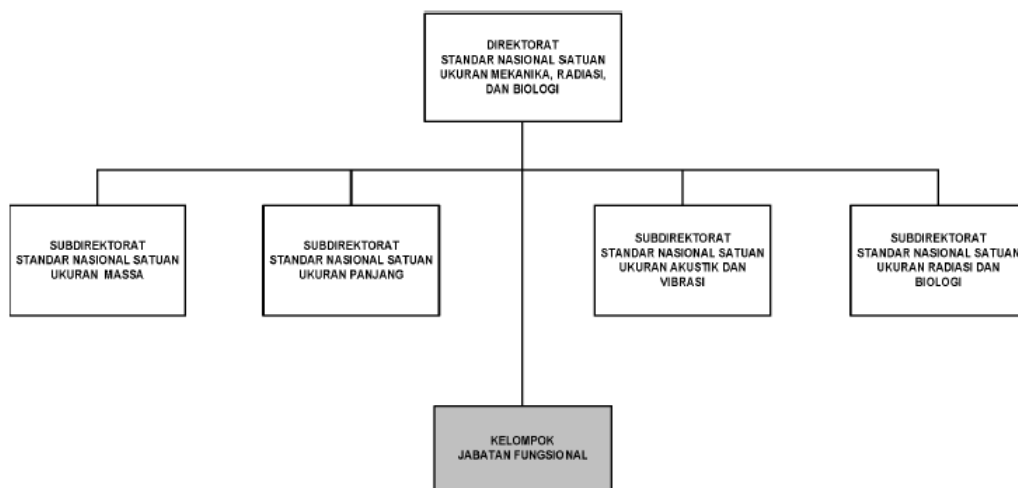 DIREKTORAT
STANDAR NASIONAL SATUAN
UKURAN MEKANIKA, RADIASI,
DAN BIOLOGI
SUBDIREKTORAT
STANDAR NASIONAL SATUAN
UKURAN MASSA
SUBDIREKTORAT
STANDAR NASIONAL SATUAN
UKURAN PANJANG
SUBDIREKTORAT
STANDAR NASIONAL SATUAN
UKURAN AKUSTIK DAN
VIBRASI
SUBDIREKTORAT
STANDAR NASIONAL SATUAN
UKURAN RADIASI DAN
BIOLOGI
KELOMPOK
JABATAN FUNGSIONAL